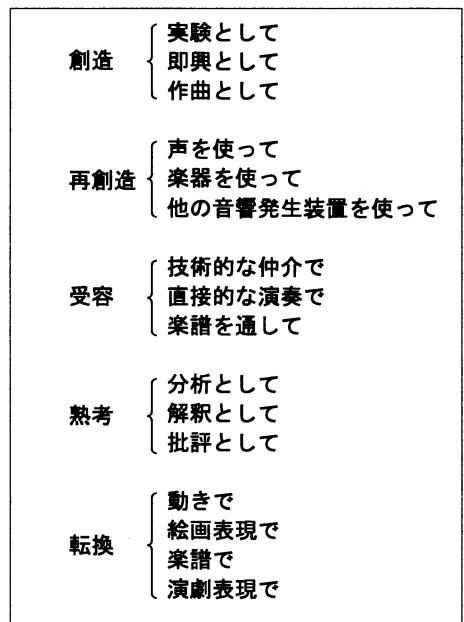 創造
実験として
即興として
作曲として
再創造
声を使って
楽器を使って
他の音響発生装置を使って
受容
技術的な仲介で
直接的な演奏で
楽譜を通して
熟考
分析として
解釈として
批評として
転換
動きで
絵画表現で
楽譜で
演劇表現で